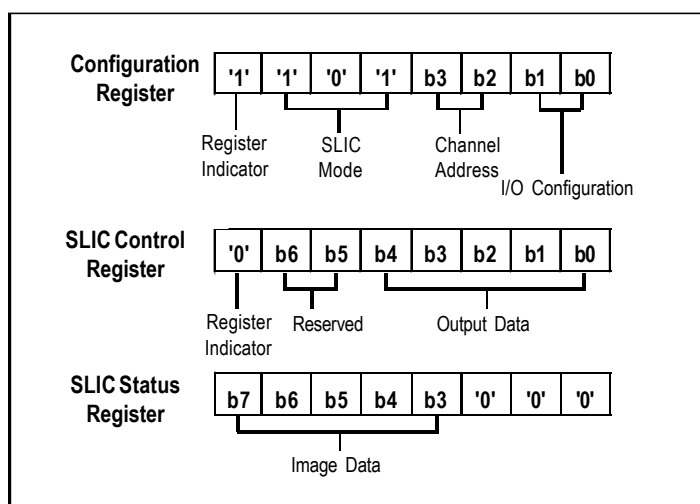 Configuration Register '1' '1' '0' '1' b3 b2 b1 b0
Register Indicator SLIC Mode Channel Address
I/O Configuration
SLIC Control Register '0' b6 b5 b4 b3 b2 b1 b0
Register Indicator Reserved Output Data
SLIC Status Register b7 b6 b5 b4 b3 '0' '0' '0'
Image Data